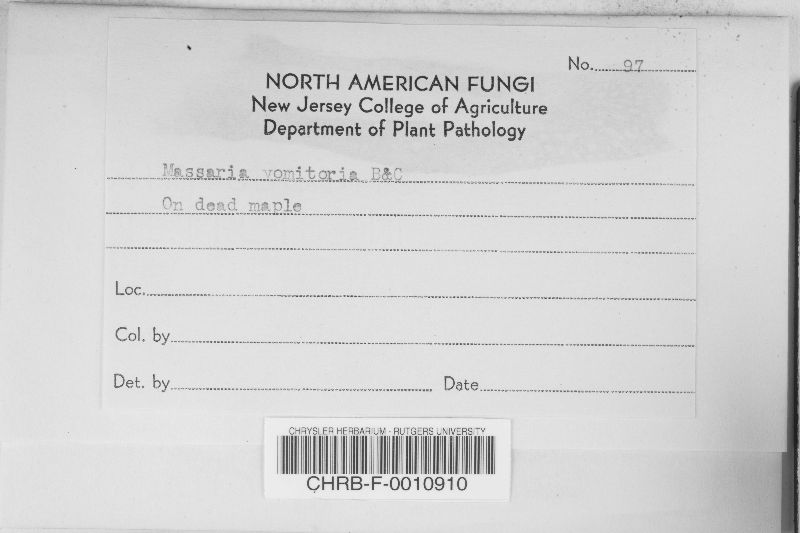 No. 97
NORTH AMERICAN FUNGI
New Jersey College of Agriculture
Department of Plant Pathology
Massaria vomitoria B&C
On dead maple
Loc.
Col. by
Det. by Date
CHRYSLER HERBARIUM - RUTGERS UNIVERSITY
CHRB-F-0010910